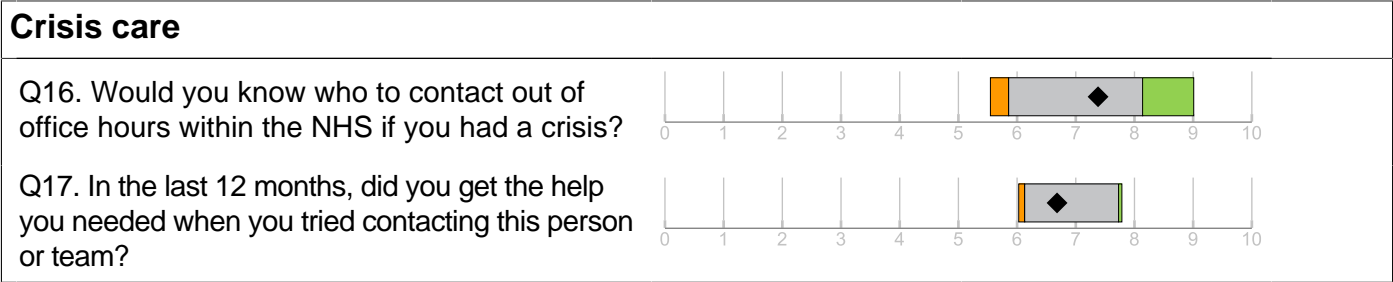 Crisis care
Q16. Would you know who to contact out of
office hours within the NHS if you had a crisis?
0 1 2 3 4 5 6 7 8 9 10
Q17. In the last 12 months, did you get the help
you needed when you tried contacting this person
or team?
0 1 2 3 4 5 6 7 8 9 10